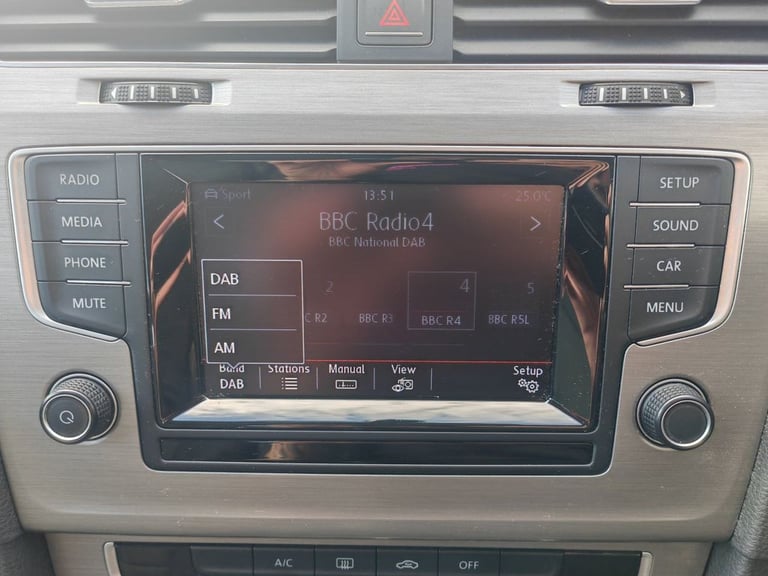 RADIO
MEDIA
PHONE
MUTE
SETUP
SOUND
CAR
MENU
Sport 13:51 25.0°C
< BBC Radio4 >
BBC National DAB
DAB
FM
AM
2 4 5
C R2 BBC R3 BBC R4 BBC R5L
Band Stations Manual View Setup
DAB
A/C OFF